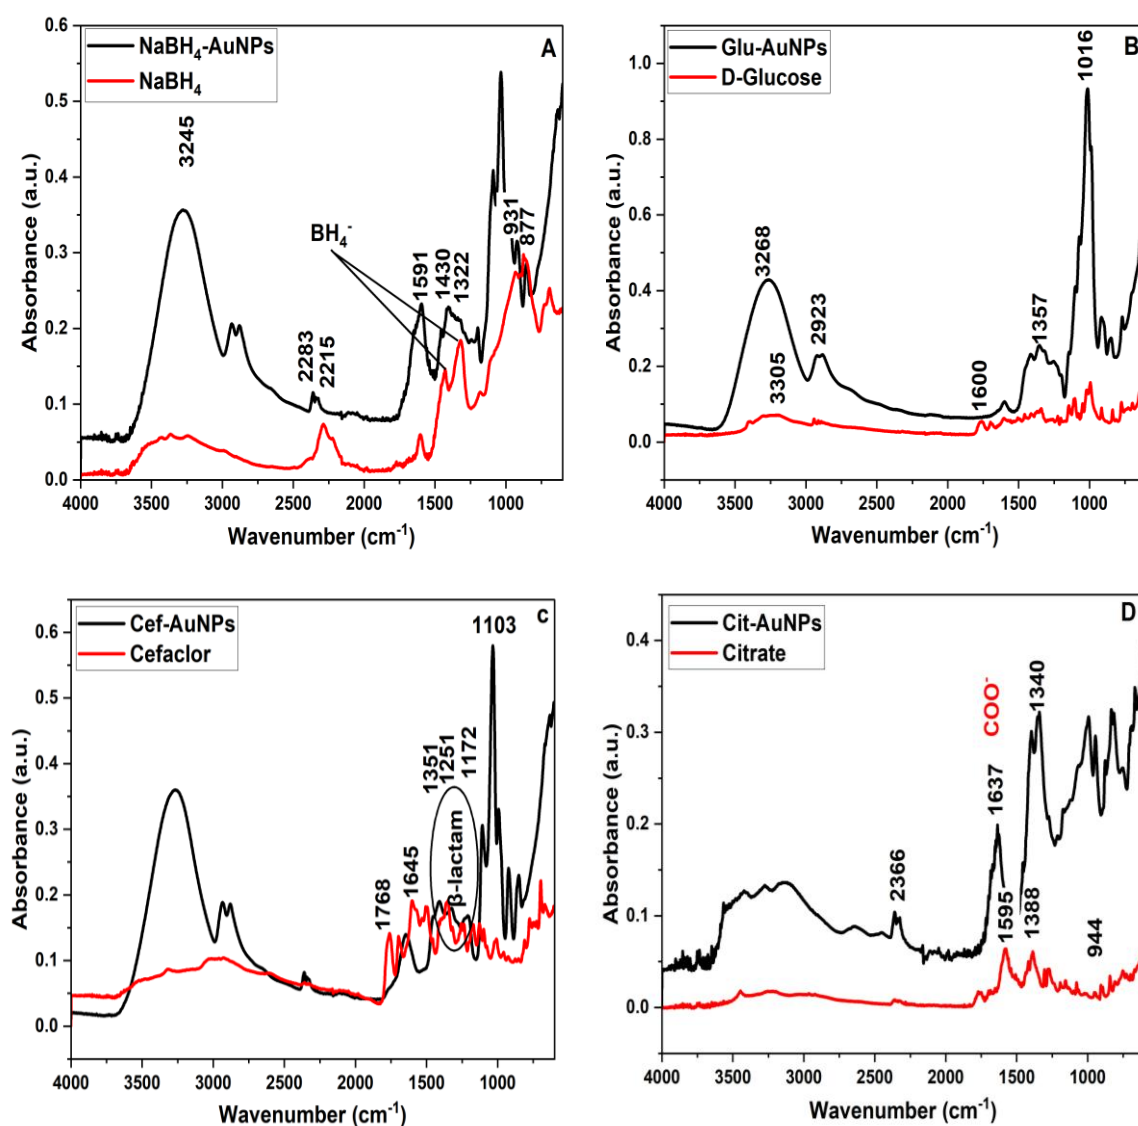 NaBH₄-AuNPs
NaBH₄
A
3245
BH₄⁻
2283
2215
1591
1430
1322
931
877
0.6
0.5
0.4
0.3
0.2
0.1
0.0
4000 3500 3000 2500 2000 1500 1000
Absorbance (a.u.)
Wavenumber (cm⁻¹)
Glu-AuNPs
D-Glucose
B
1016
3268
3305
2923
1600
1357
1.0
0.8
0.6
0.4
0.2
0.0
4000 3500 3000 2500 2000 1500 1000
Absorbance (a.u.)
Wavenumber (cm⁻¹)
Cef-AuNPs
Cefaclor
c
1103
1351
1251
1172
β-lactam
1768
1645
0.6
0.5
0.4
0.3
0.2
0.1
0.0
4000 3500 3000 2500 2000 1500 1000
Absorbance (a.u.)
Wavenumber (cm⁻¹)
Cit-AuNPs
Citrate
D
COO⁻
1340
1637
2366
1595
1388
944
0.4
0.3
0.2
0.1
0.0
4000 3500 3000 2500 2000 1500 1000
Absorbance (a.u.)
Wavenumber (cm⁻¹)